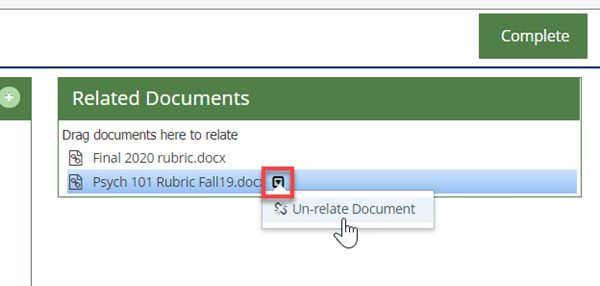 Complete
Related Documents
Drag documents here to relate
Final 2020 rubric.docx
Psych 101 Rubric Fall19.docx
Un-relate Document